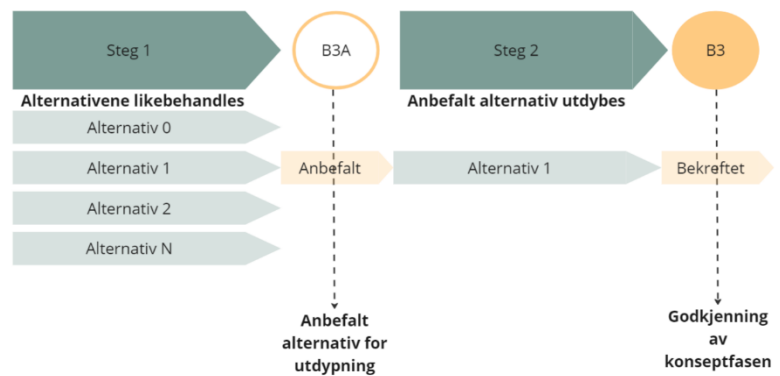 Steg 1
B3A
Steg 2
B3
Alternativene likebehandles
Anbefalt alternativ utdybes
Alternativ 0
Alternativ 1
Anbefalt
Alternativ 1
Bekreftet
Alternativ 2
Alternativ N
Anbefalt
alternativ for
utdypning
Godkjenning
av
konseptfasen